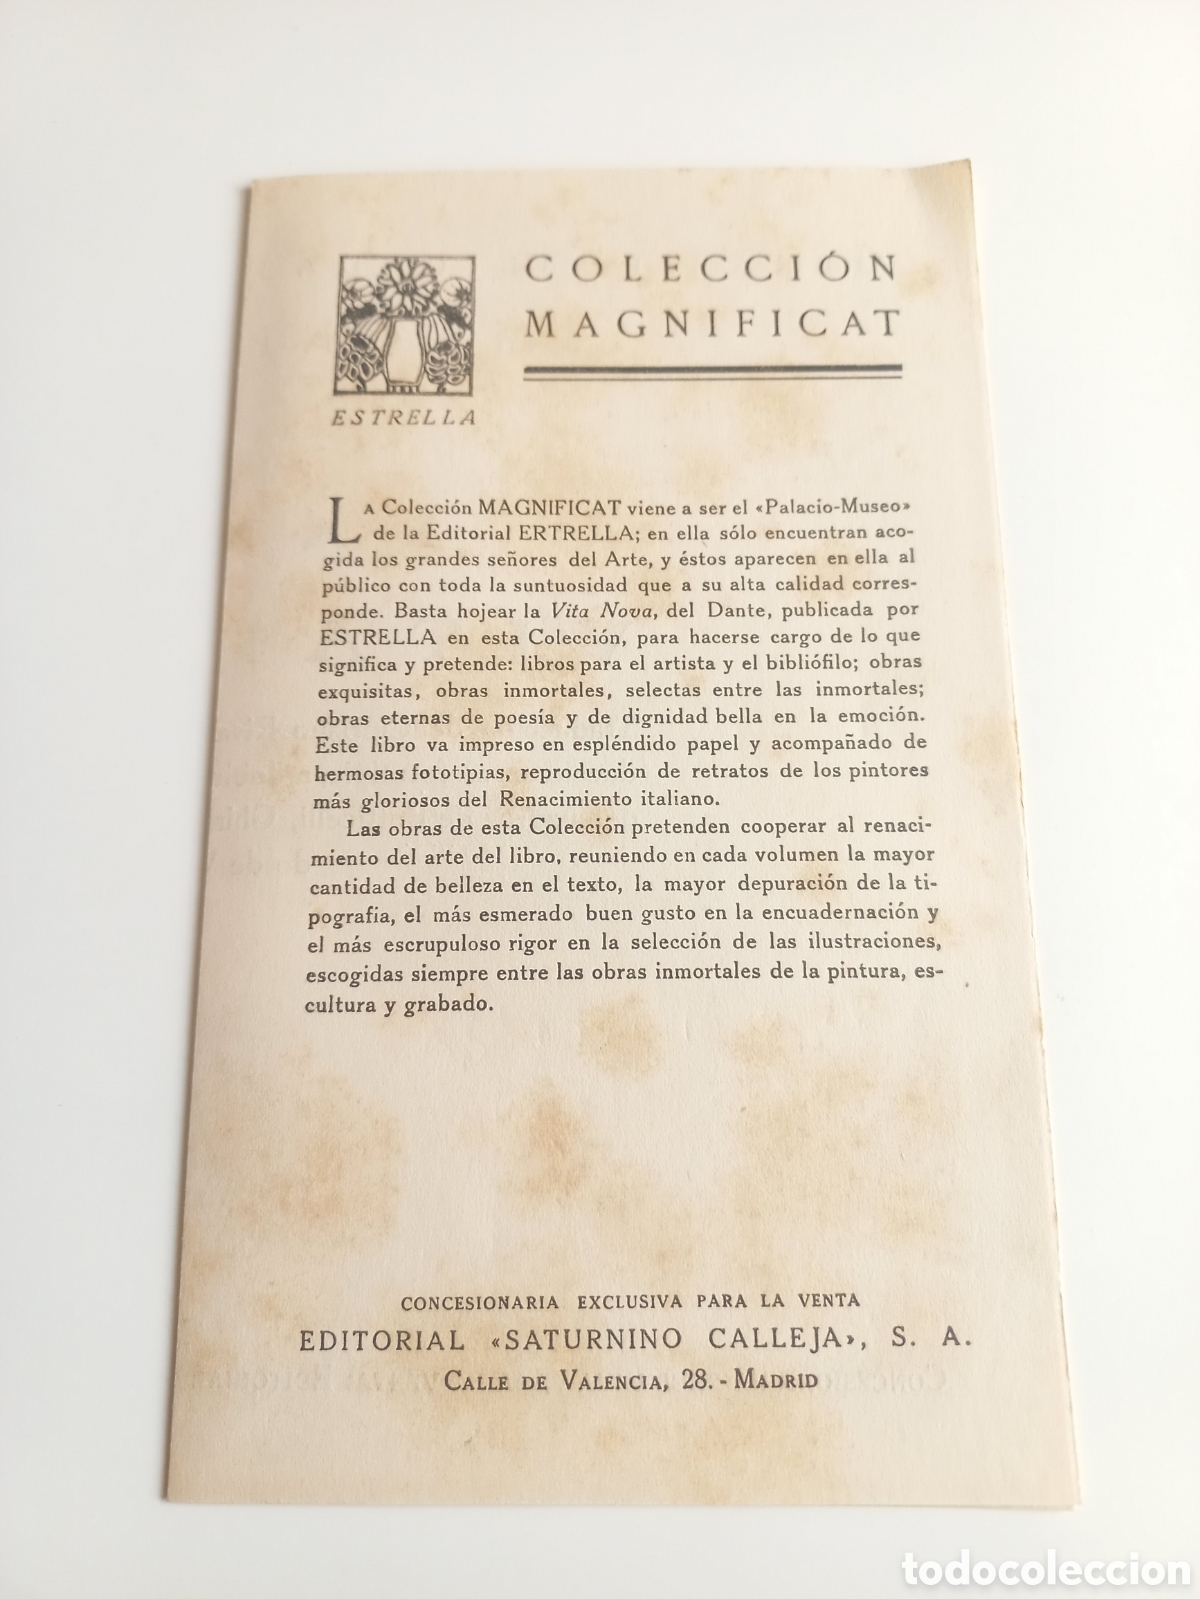 COLECCIÓN
MAGNIFICAT
ESTRELLA
LA Colección MAGNIFICAT viene a ser el «Palacio-Museo»
de la Editorial ERTRELLA; en ella sólo encuentran aco-
gida los grandes señores del Arte, y éstos aparecen en ella al
público con toda la suntuosidad que a su alta calidad corres-
ponde. Basta hojear la Vita Nova, del Dante, publicada por
ESTRELLA en esta Colección, para hacerse cargo de lo que
significa y pretende: libros para el artista y el bibliófilo; obras
exquisitas, obras inmortales, selectas entre las inmortales;
obras eternas de poesía y de dignidad bella en la emoción.
Este libro va impreso en espléndido papel y acompañado de
hermosas fototipias, reproducción de retratos de los pintores
más gloriosos del Renacimiento italiano.
Las obras de esta Colección pretenden cooperar al renaci-
miento del arte del libro, reuniendo en cada volumen la mayor
cantidad de belleza en el texto, la mayor depuración de la ti-
pografia, el más esmerado buen gusto en la encuadernación y
el más escrupuloso rigor en la selección de las ilustraciones,
escogidas siempre entre las obras inmortales de la pintura, es-
cultura y grabado.
CONCESIONARIA EXCLUSIVA PARA LA VENTA
EDITORIAL «SATURNINO CALLEJA», S. A.
CALLE DE VALENCIA, 28. - MADRID
todocoleccion